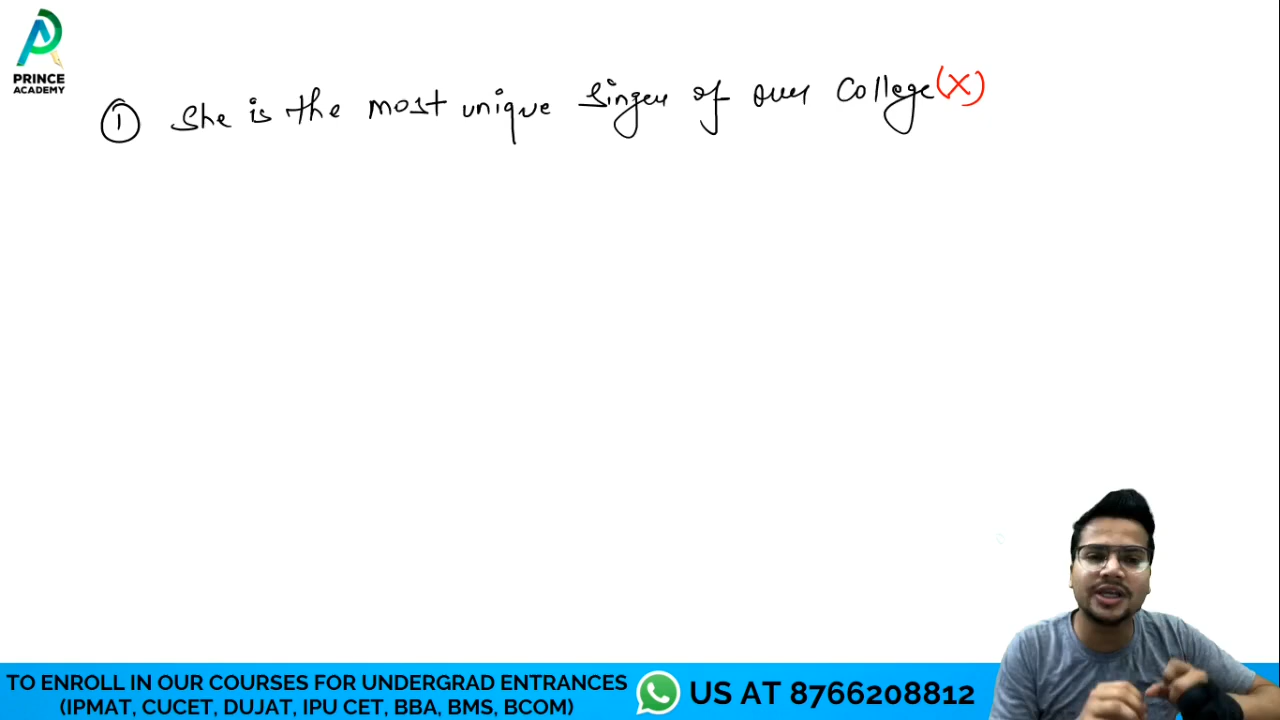 PRINCE
ACADEMY
① She is the most unique Singer of our College (X)
TO ENROLL IN OUR COURSES FOR UNDERGRAD ENTRANCES
(IPMAT, CUCET, DUJAT, IPU CET, BBA, BMS, BCOM)
US AT 8766208812